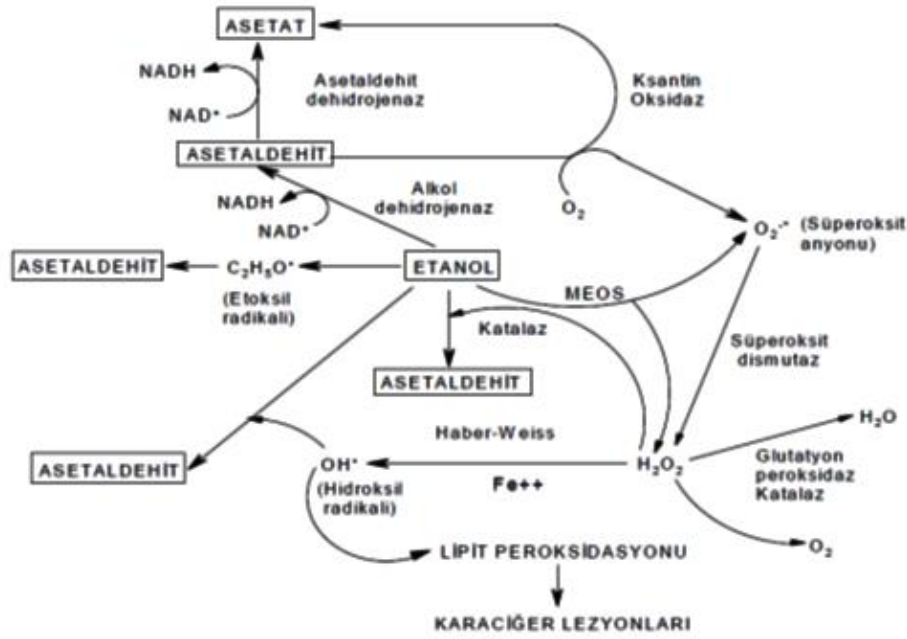 ASETAT
NADH
Asetaldehit
dehidrojenaz
Ksantin
Oksidaz
NAD⁺
ASETALDEHİT
Alkol
dehidrojenaz
NADH
NAD⁺
O₂
O₂⁻• (Süperoksit
anyonu)
ASETALDEHİT
C₂H₅O•
(Etoksil
radikali)
ETANOL
MEOS
Katalaz
Süperoksit
dismutaz
ASETALDEHİT
H₂O
Haber-Weiss
ASETALDEHİT
OH•
(Hidroksil
radikali)
Fe++
H₂O₂
Glutatyon
peroksidaz
Katalaz
O₂
LİPİT PEROKSİDASYONU
KARACİĞER LEZYONLARI